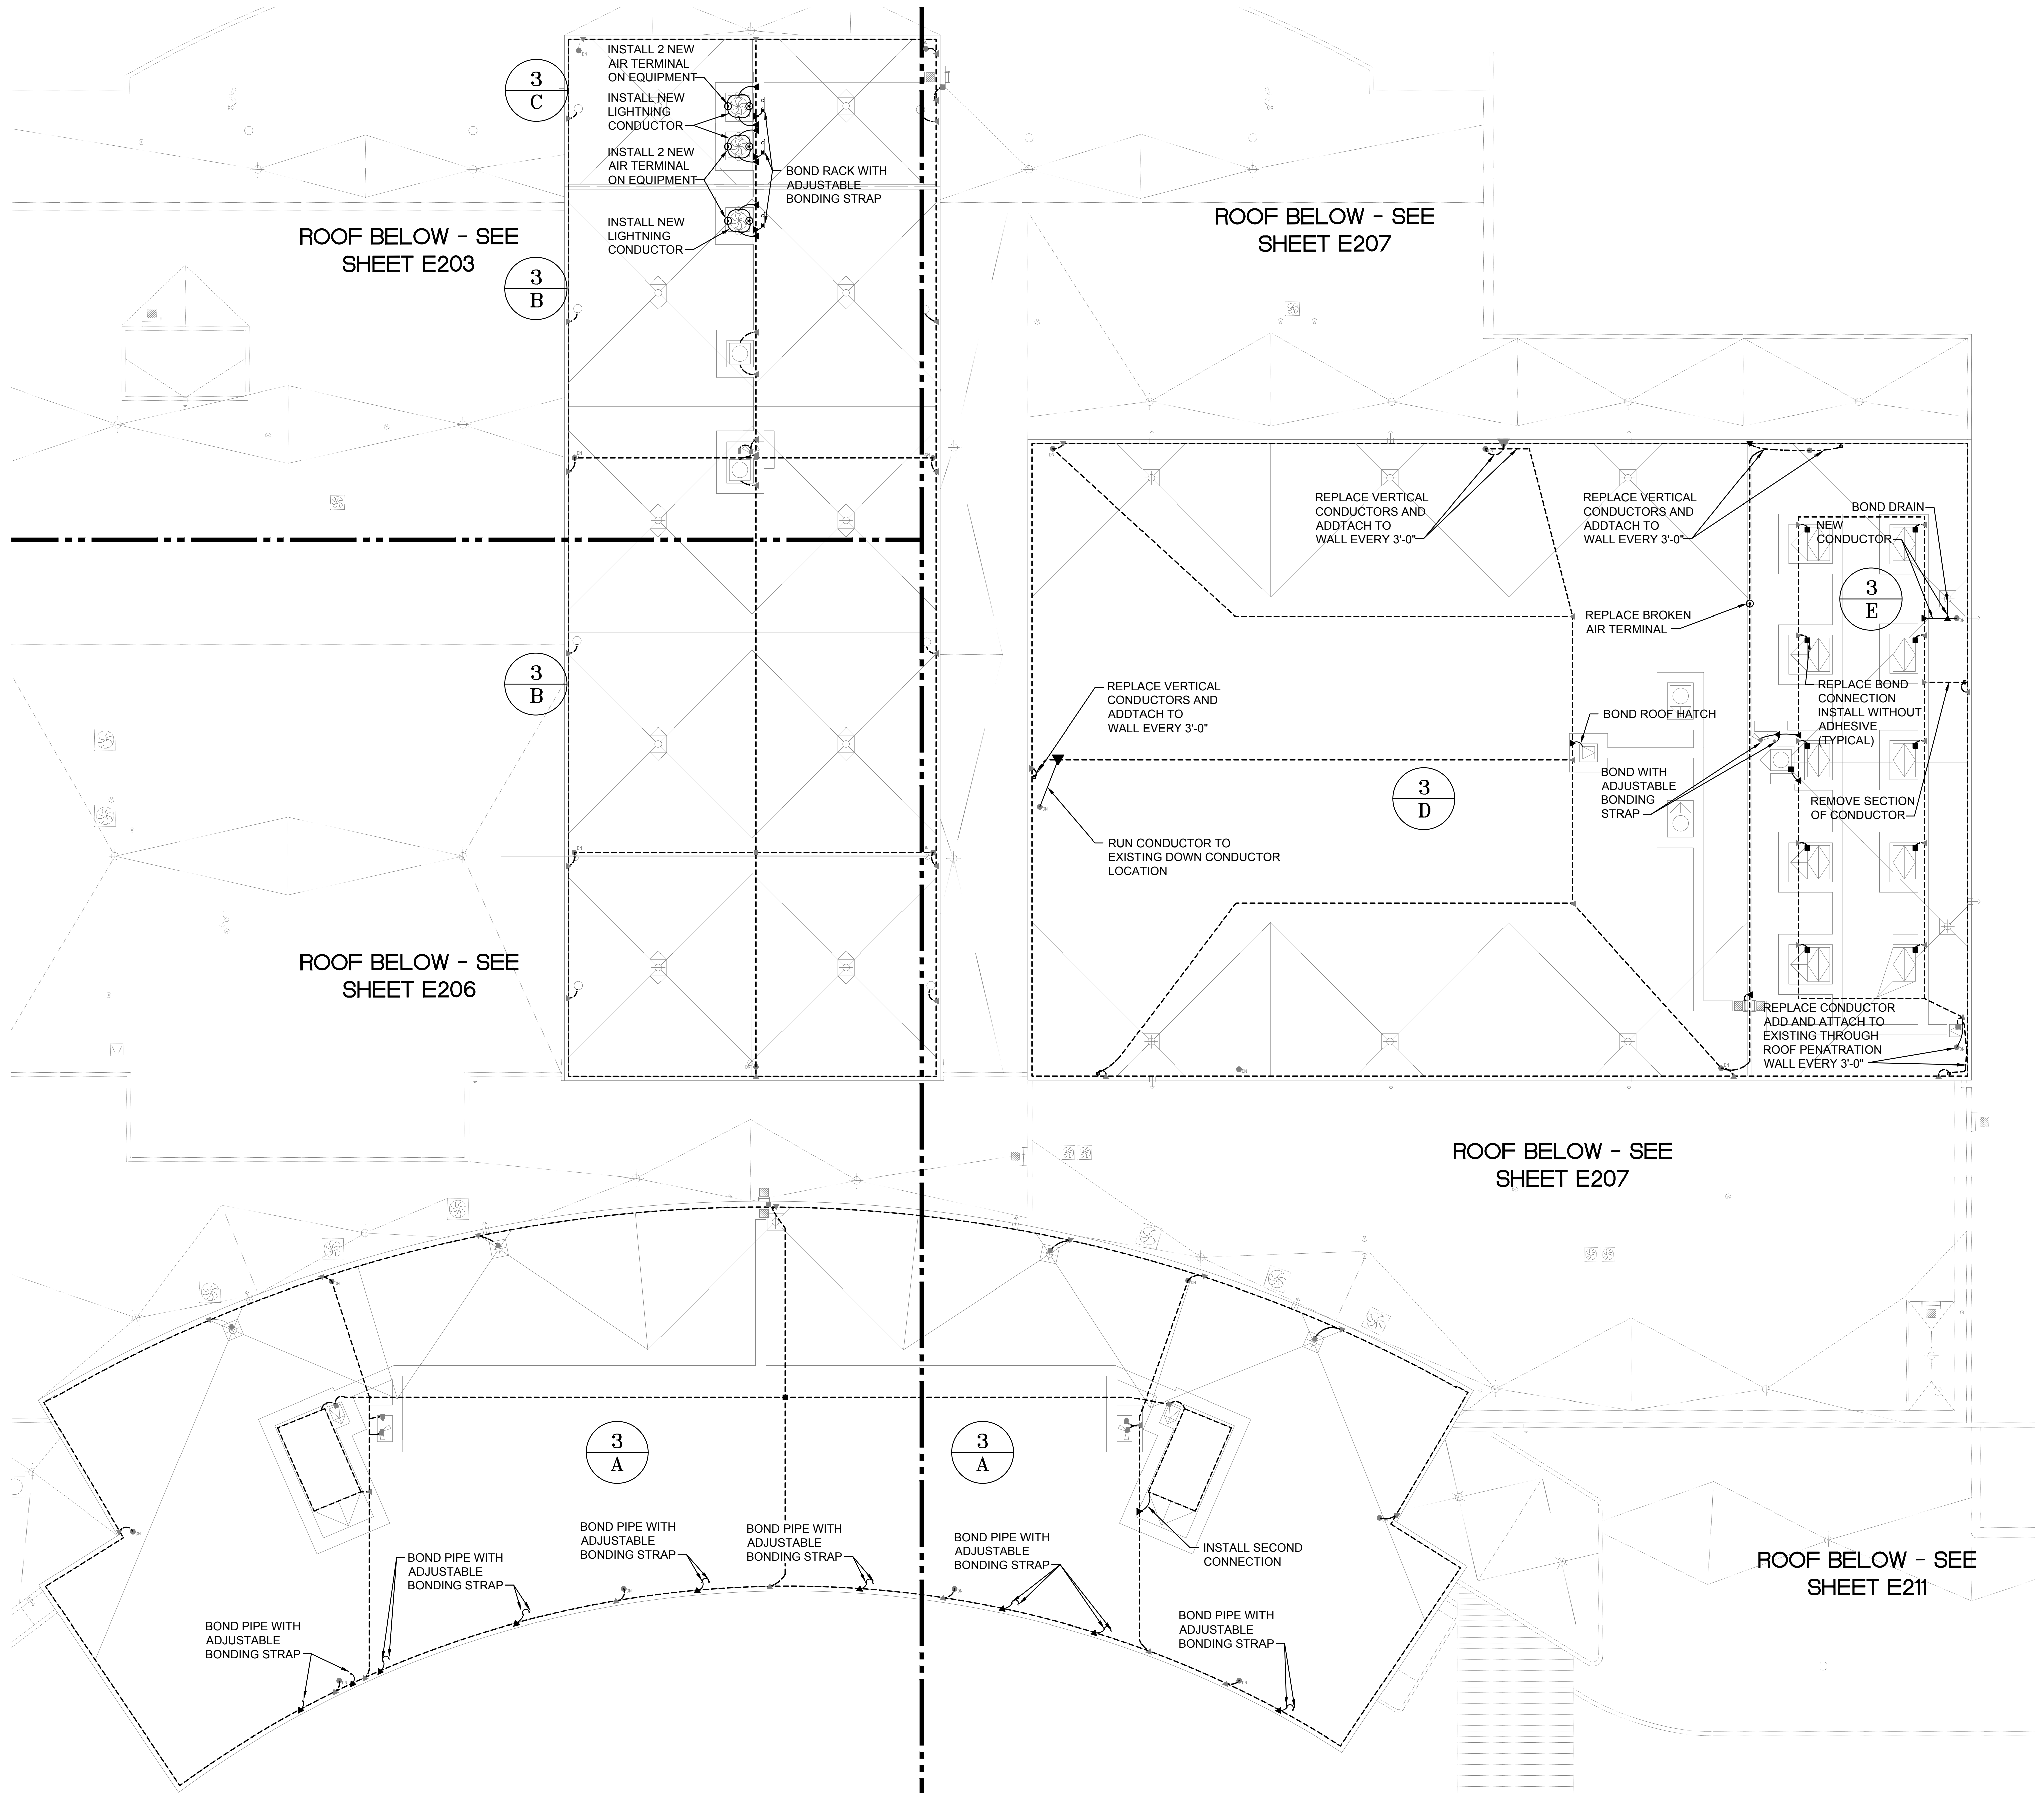 INSTALL 2 NEW
AIR TERMINAL
ON EQUIPMENT
3
C
INSTALL NEW
LIGHTNING
CONDUCTOR
INSTALL 2 NEW
AIR TERMINAL
ON EQUIPMENT
BOND RACK WITH
ADJUSTABLE
BONDING STRAP
INSTALL NEW
LIGHTNING
CONDUCTOR
ROOF BELOW - SEE
SHEET E203
ROOF BELOW - SEE
SHEET E207
3
B
REPLACE VERTICAL
CONDUCTORS AND
ADDTACH TO
WALL EVERY 3'-0"
REPLACE VERTICAL
CONDUCTORS AND
ADDTACH TO
WALL EVERY 3'-0"
BOND DRAIN
NEW
CONDUCTOR
3
E
REPLACE BROKEN
AIR TERMINAL
3
B
REPLACE VERTICAL
CONDUCTORS AND
ADDTACH TO
WALL EVERY 3'-0"
BOND ROOF HATCH
REPLACE BOND
CONNECTION
INSTALL WITHOUT
ADHESIVE
(TYPICAL)
3
D
BOND WITH
ADJUSTABLE
BONDING
STRAP
REMOVE SECTION
OF CONDUCTOR
RUN CONDUCTOR TO
EXISTING DOWN CONDUCTOR
LOCATION
ROOF BELOW - SEE
SHEET E206
REPLACE CONDUCTOR
ADD AND ATTACH TO
EXISTING THROUGH
ROOF PENATRATION
WALL EVERY 3'-0"
ROOF BELOW - SEE
SHEET E207
3
A
3
A
BOND PIPE WITH
ADJUSTABLE
BONDING STRAP
BOND PIPE WITH
ADJUSTABLE
BONDING STRAP
BOND PIPE WITH
ADJUSTABLE
BONDING STRAP
BOND PIPE WITH
ADJUSTABLE
BONDING STRAP
INSTALL SECOND
CONNECTION
ROOF BELOW - SEE
SHEET E211
BOND PIPE WITH
ADJUSTABLE
BONDING STRAP
BOND PIPE WITH
ADJUSTABLE
BONDING STRAP